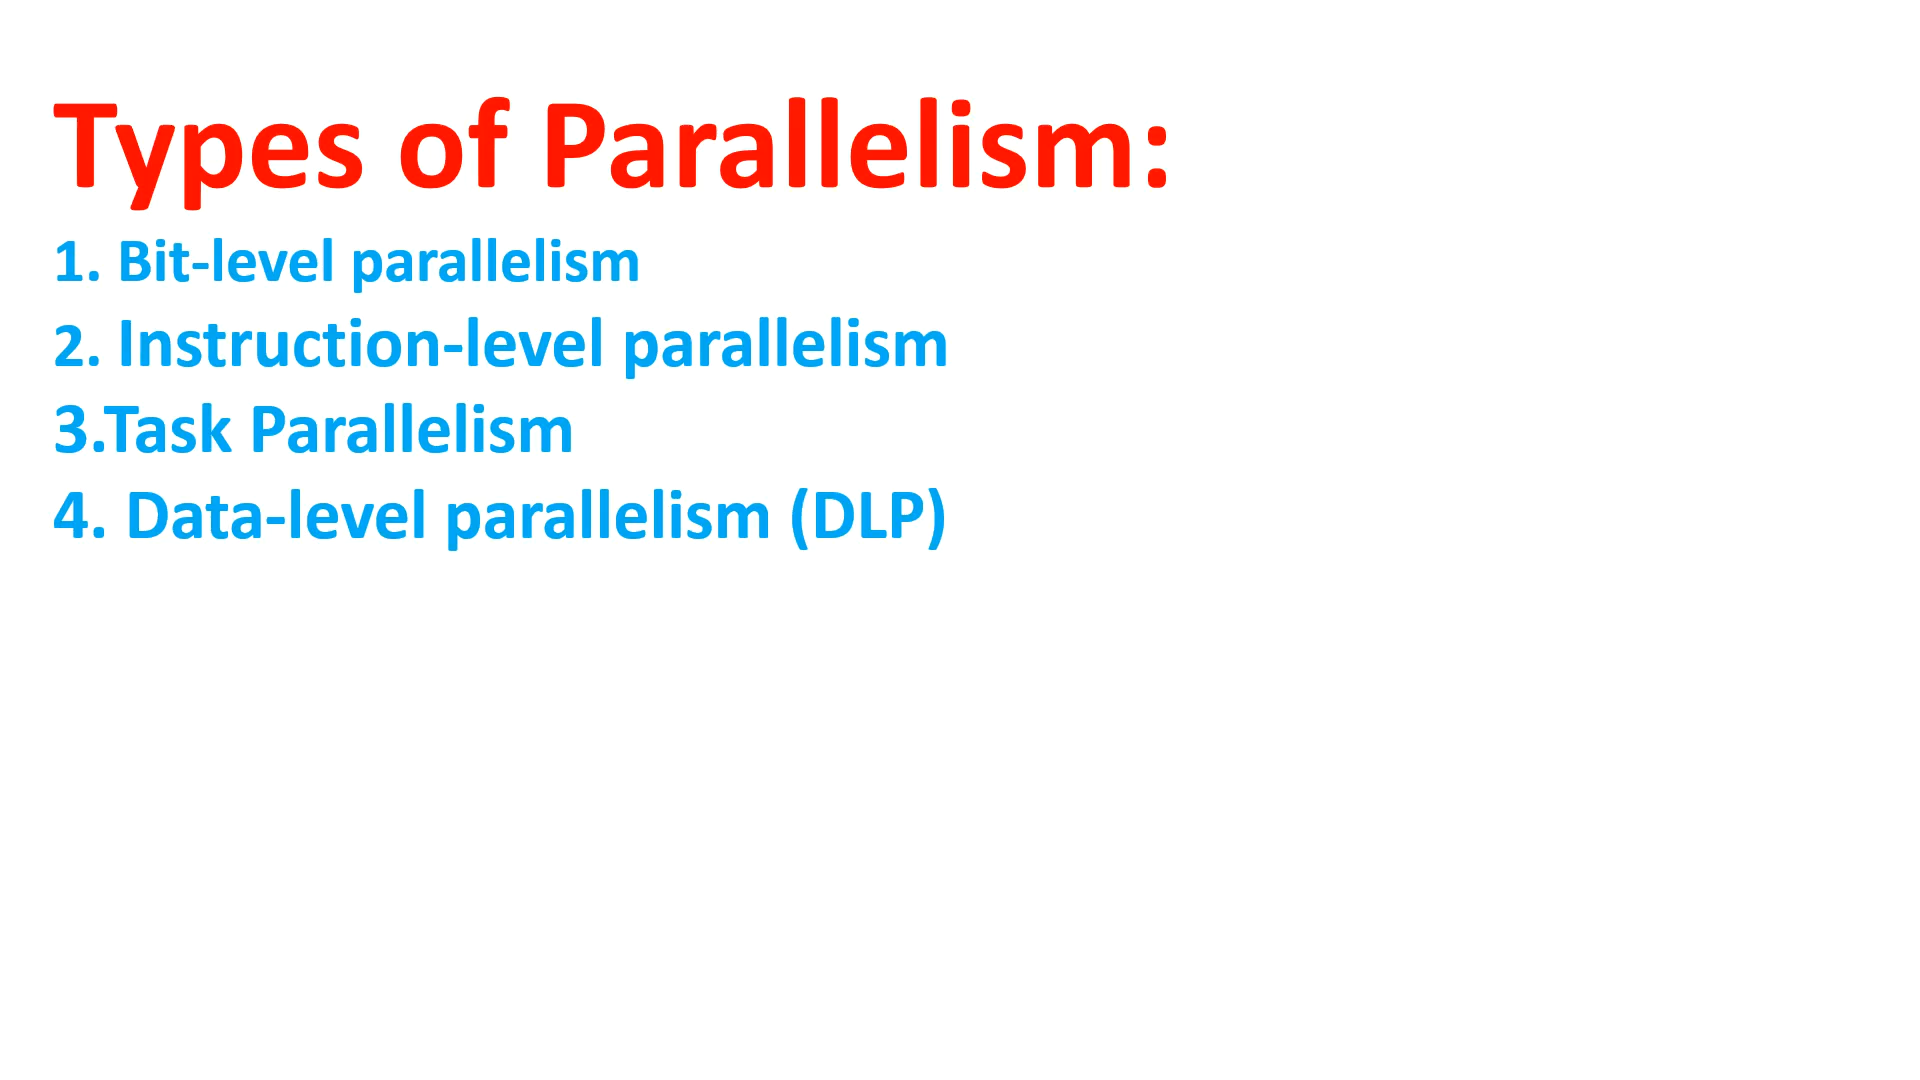 Types of Parallelism:
1. Bit-level parallelism
2. Instruction-level parallelism
3.Task Parallelism
4. Data-level parallelism (DLP)